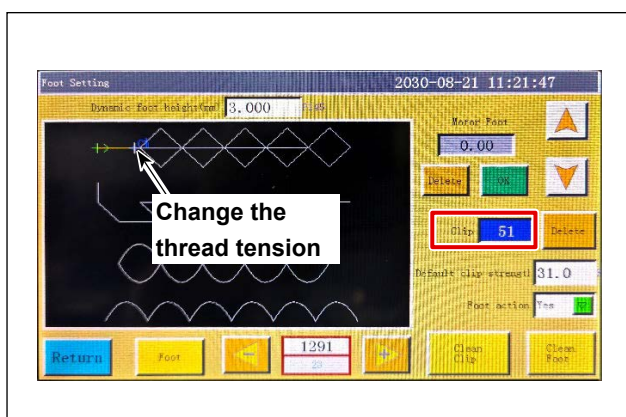 Foot Setting
2030-08-21 11:21:47
Dynamic foot height(mm) 3.000
Motor Foot
0.00
Delete OK
Change the
thread tension
Clip 51 Delete
Default clip strengtl 31.0
Foot action Yes
Return Foot - 1291 +
23
Clean
Clip
Clean
Foot